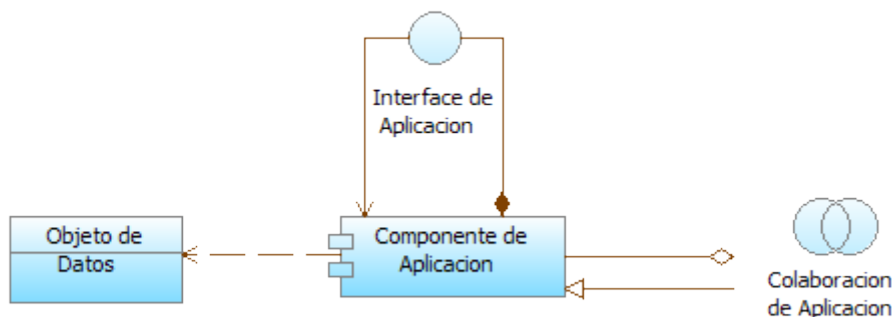 Interface de
Aplicacion
Objeto de
Datos
Componente de
Aplicacion
Colaboracion
de Aplicacion